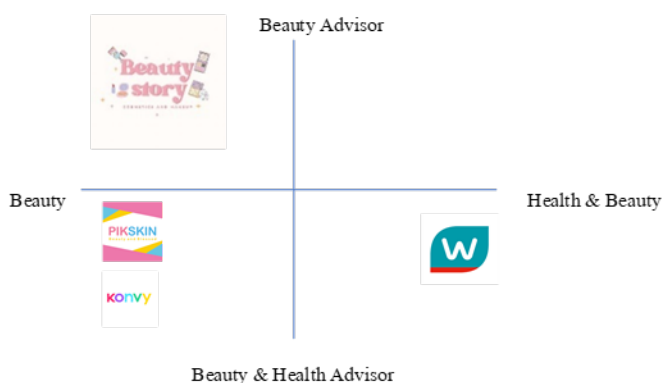 Beauty Advisor
Beauty
story
Beauty
Health & Beauty
PIKSKIN
W
konvy
Beauty & Health Advisor